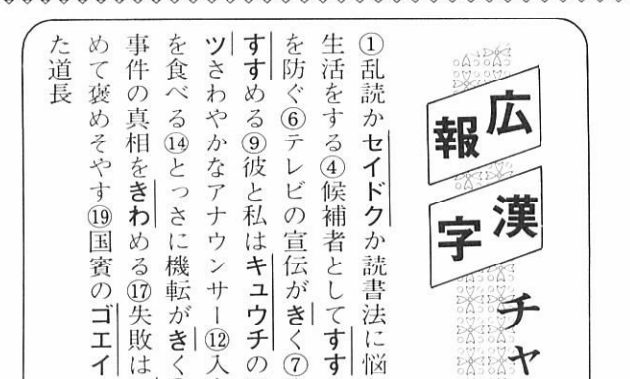 広報
漢字
チャ
①乱読かセイドクか読書法に悩
生活をする④候補者としてすす
を防ぐ⑥テレビの宣伝がきく⑦
すすめる⑨彼と私はキュウチの
ツさわやかなアナウンサー⑫入
を食べる⑭とっさに機転がきく
事件の真相をきわめる⑰失敗は
めて褒めそやす⑲国賓のゴエイ
た道長